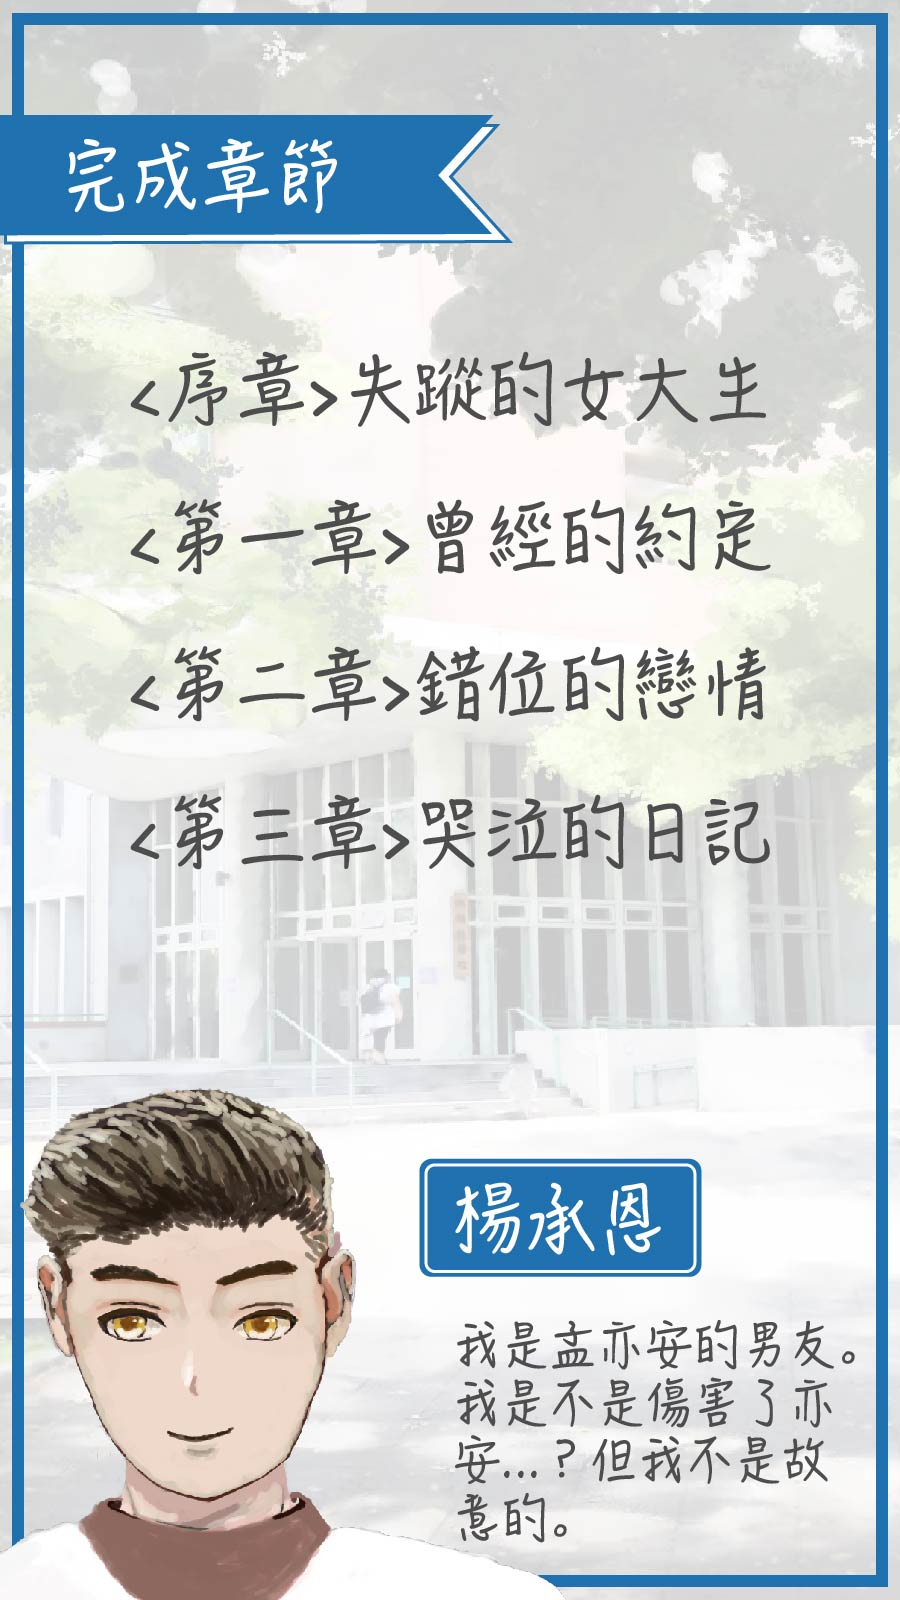 完成章節
<序章>失蹤的女大生
<第一章>曾經的約定
<第二章>錯位的戀情
<第三章>哭泣的日記
楊承恩
我是孟亦安的男友。
我是不是傷害了亦
安...？但我不是故
意的。